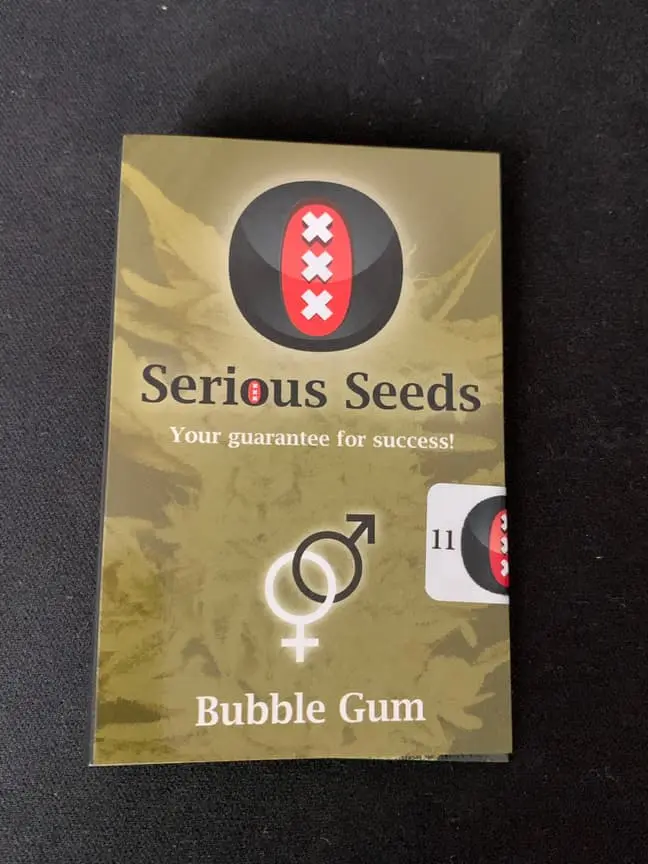 Serious Seeds
Your guarantee for success!
11
Bubble Gum